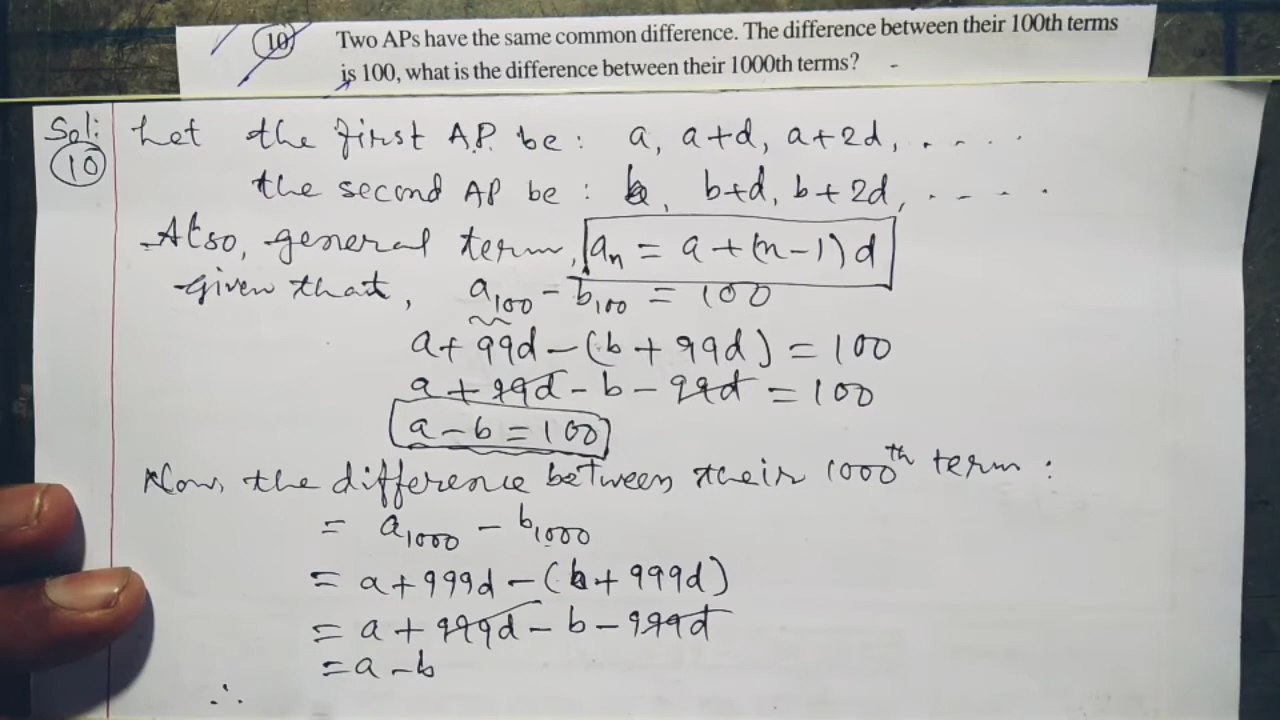 10 Two APs have the same common difference. The difference between their 100th terms
is 100, what is the difference between their 1000th terms?
Sol: Let the first A.P. be: a, a+d, a+2d, . . . .
10 the second AP be : b, b+d, b+2d, . - . .
Also, general term, aₙ = a + (n-1)d
Given that, a₁₀₀ - b₁₀₀ = 100
a + 99d - (b + 99d) = 100
a + 99d - b - 99d = 100
a - b = 100
Now, the difference between their 1000th term :
= a₁₀₀₀ - b₁₀₀₀
= a + 999d - (b + 999d)
= a + 999d - b - 999d
= a - b
∴